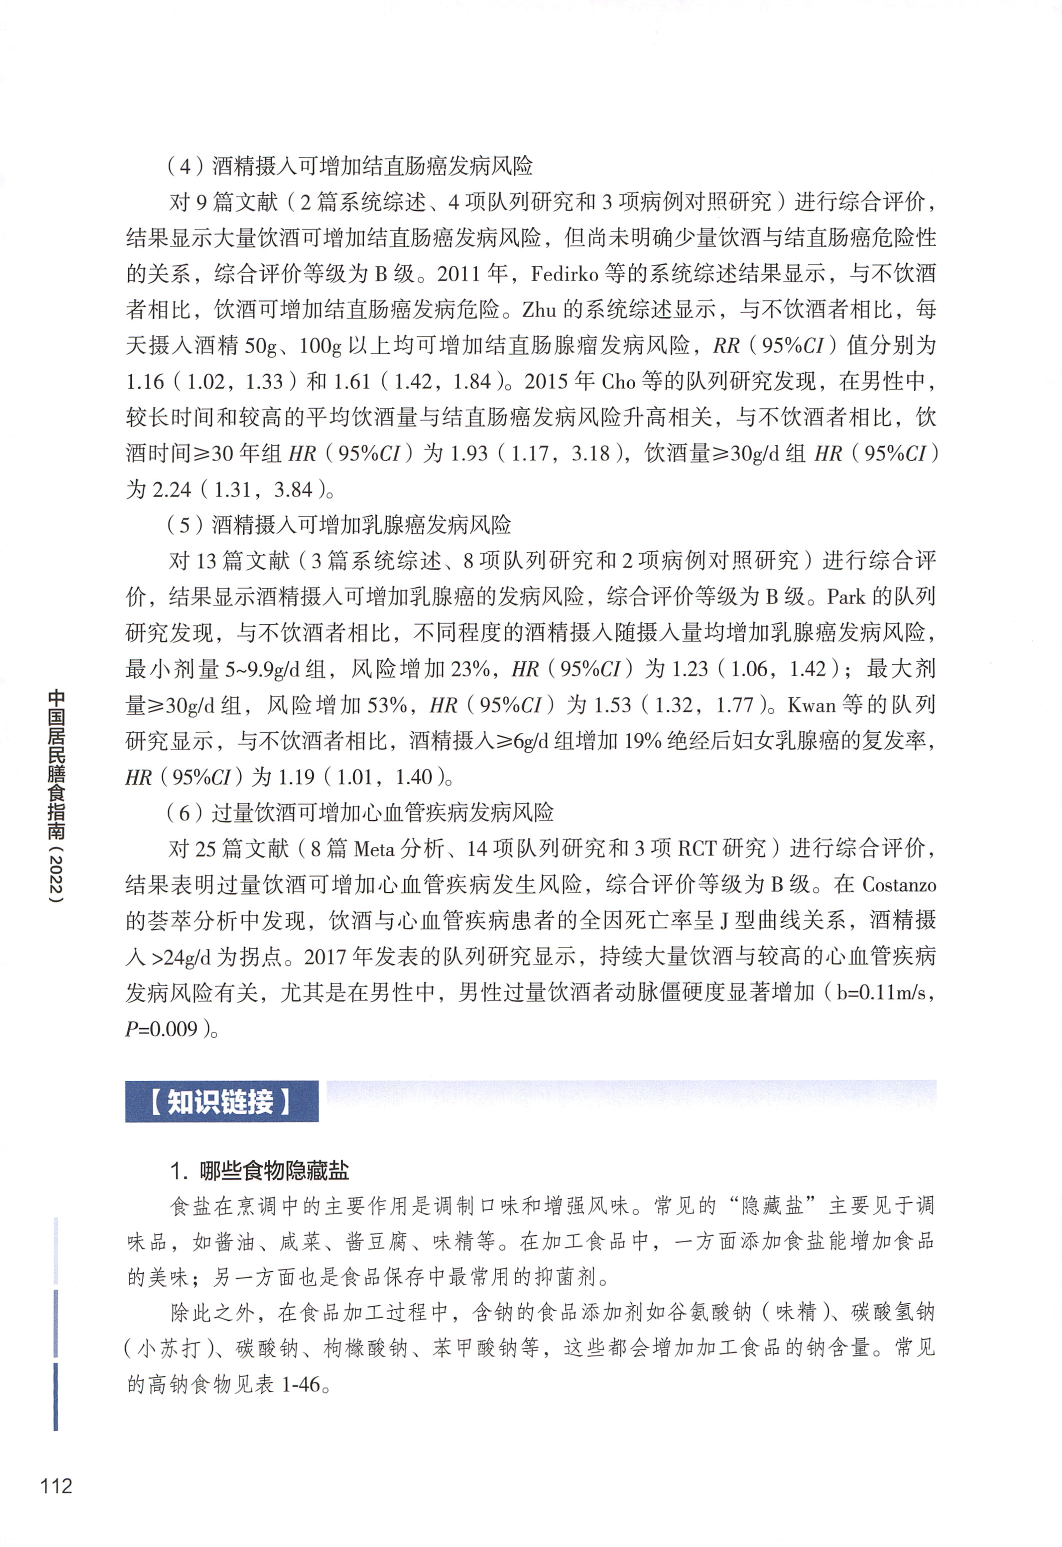 （4）酒精摄入可增加结直肠癌发病风险
对 9 篇文献（2 篇系统综述、4 项队列研究和 3 项病例对照研究）进行综合评价，
结果显示大量饮酒可增加结直肠癌发病风险，但尚未明确少量饮酒与结直肠癌危险性
的关系，综合评价等级为 B 级。2011 年，Fedirko 等的系统综述结果显示，与不饮酒
者相比，饮酒可增加结直肠癌发病危险。Zhu 的系统综述显示，与不饮酒者相比，每
天摄入酒精 50g、100g 以上均可增加结直肠腺瘤发病风险，RR（95%CI）值分别为
1.16（1.02，1.33）和 1.61（1.42，1.84）。2015 年 Cho 等的队列研究发现，在男性中，
较长时间和较高的平均饮酒量与结直肠癌发病风险升高相关，与不饮酒者相比，饮
酒时间≥30 年组 HR（95%CI）为 1.93（1.17，3.18），饮酒量≥30g/d 组 HR（95%CI）
为 2.24（1.31，3.84）。
（5）酒精摄入可增加乳腺癌发病风险
对 13 篇文献（3 篇系统综述、8 项队列研究和 2 项病例对照研究）进行综合评
价，结果显示酒精摄入可增加乳腺癌的发病风险，综合评价等级为 B 级。Park 的队列
研究发现，与不饮酒者相比，不同程度的酒精摄入随摄入量均增加乳腺癌发病风险，
最小剂量 5~9.9g/d 组，风险增加 23%，HR（95%CI）为 1.23（1.06，1.42）；最大剂
量≥30g/d 组，风险增加 53%，HR（95%CI）为 1.53（1.32，1.77）。Kwan 等的队列
研究显示，与不饮酒者相比，酒精摄入≥6g/d 组增加 19% 绝经后妇女乳腺癌的复发率，
HR（95%CI）为 1.19（1.01，1.40）。
（6）过量饮酒可增加心血管疾病发病风险
对 25 篇文献（8 篇 Meta 分析、14 项队列研究和 3 项 RCT 研究）进行综合评价，
结果表明过量饮酒可增加心血管疾病发生风险，综合评价等级为 B 级。在 Costanzo
的荟萃分析中发现，饮酒与心血管疾病患者的全因死亡率呈 J 型曲线关系，酒精摄
入 >24g/d 为拐点。2017 年发表的队列研究显示，持续大量饮酒与较高的心血管疾病
发病风险有关，尤其是在男性中，男性过量饮酒者动脉僵硬度显著增加（b=0.11m/s，
P=0.009）。
【知识链接】
1. 哪些食物隐藏盐
食盐在烹调中的主要作用是调制口味和增强风味。常见的“隐藏盐”主要见于调
味品，如酱油、咸菜、酱豆腐、味精等。在加工食品中，一方面添加食盐能增加食品
的美味；另一方面也是食品保存中最常用的抑菌剂。
除此之外，在食品加工过程中，含钠的食品添加剂如谷氨酸钠（味精）、碳酸氢钠
（小苏打）、碳酸钠、枸橼酸钠、苯甲酸钠等，这些都会增加加工食品的钠含量。常见
的高钠食物见表 1-46。
中国居民膳食指南（2022）
112